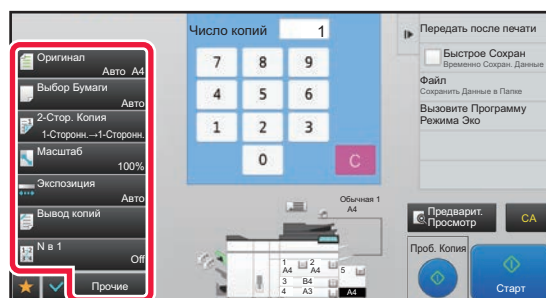 Число копий 1
Оригинал
Авто A4
Выбор Бумаги
Авто
2-Стор. Копия
1-Сторонн.→1-Сторонн.
Масштаб
100%
Экспозиция
Авто
Вывод копий
N в 1
Off
Прочие
7 8 9
4 5 6
1 2 3
0 C
Обычная 1
A4
1 2
A4 A4 5
3 B4
4 A3 A4
Передать после печати
Быстрое Сохран
Временно Сохран. Данные
Файл
Сохранить Данные в Папке
Вызовите Программу
Режима Эко
Предварит.
Просмотр
CA
Проб. Копия
Старт